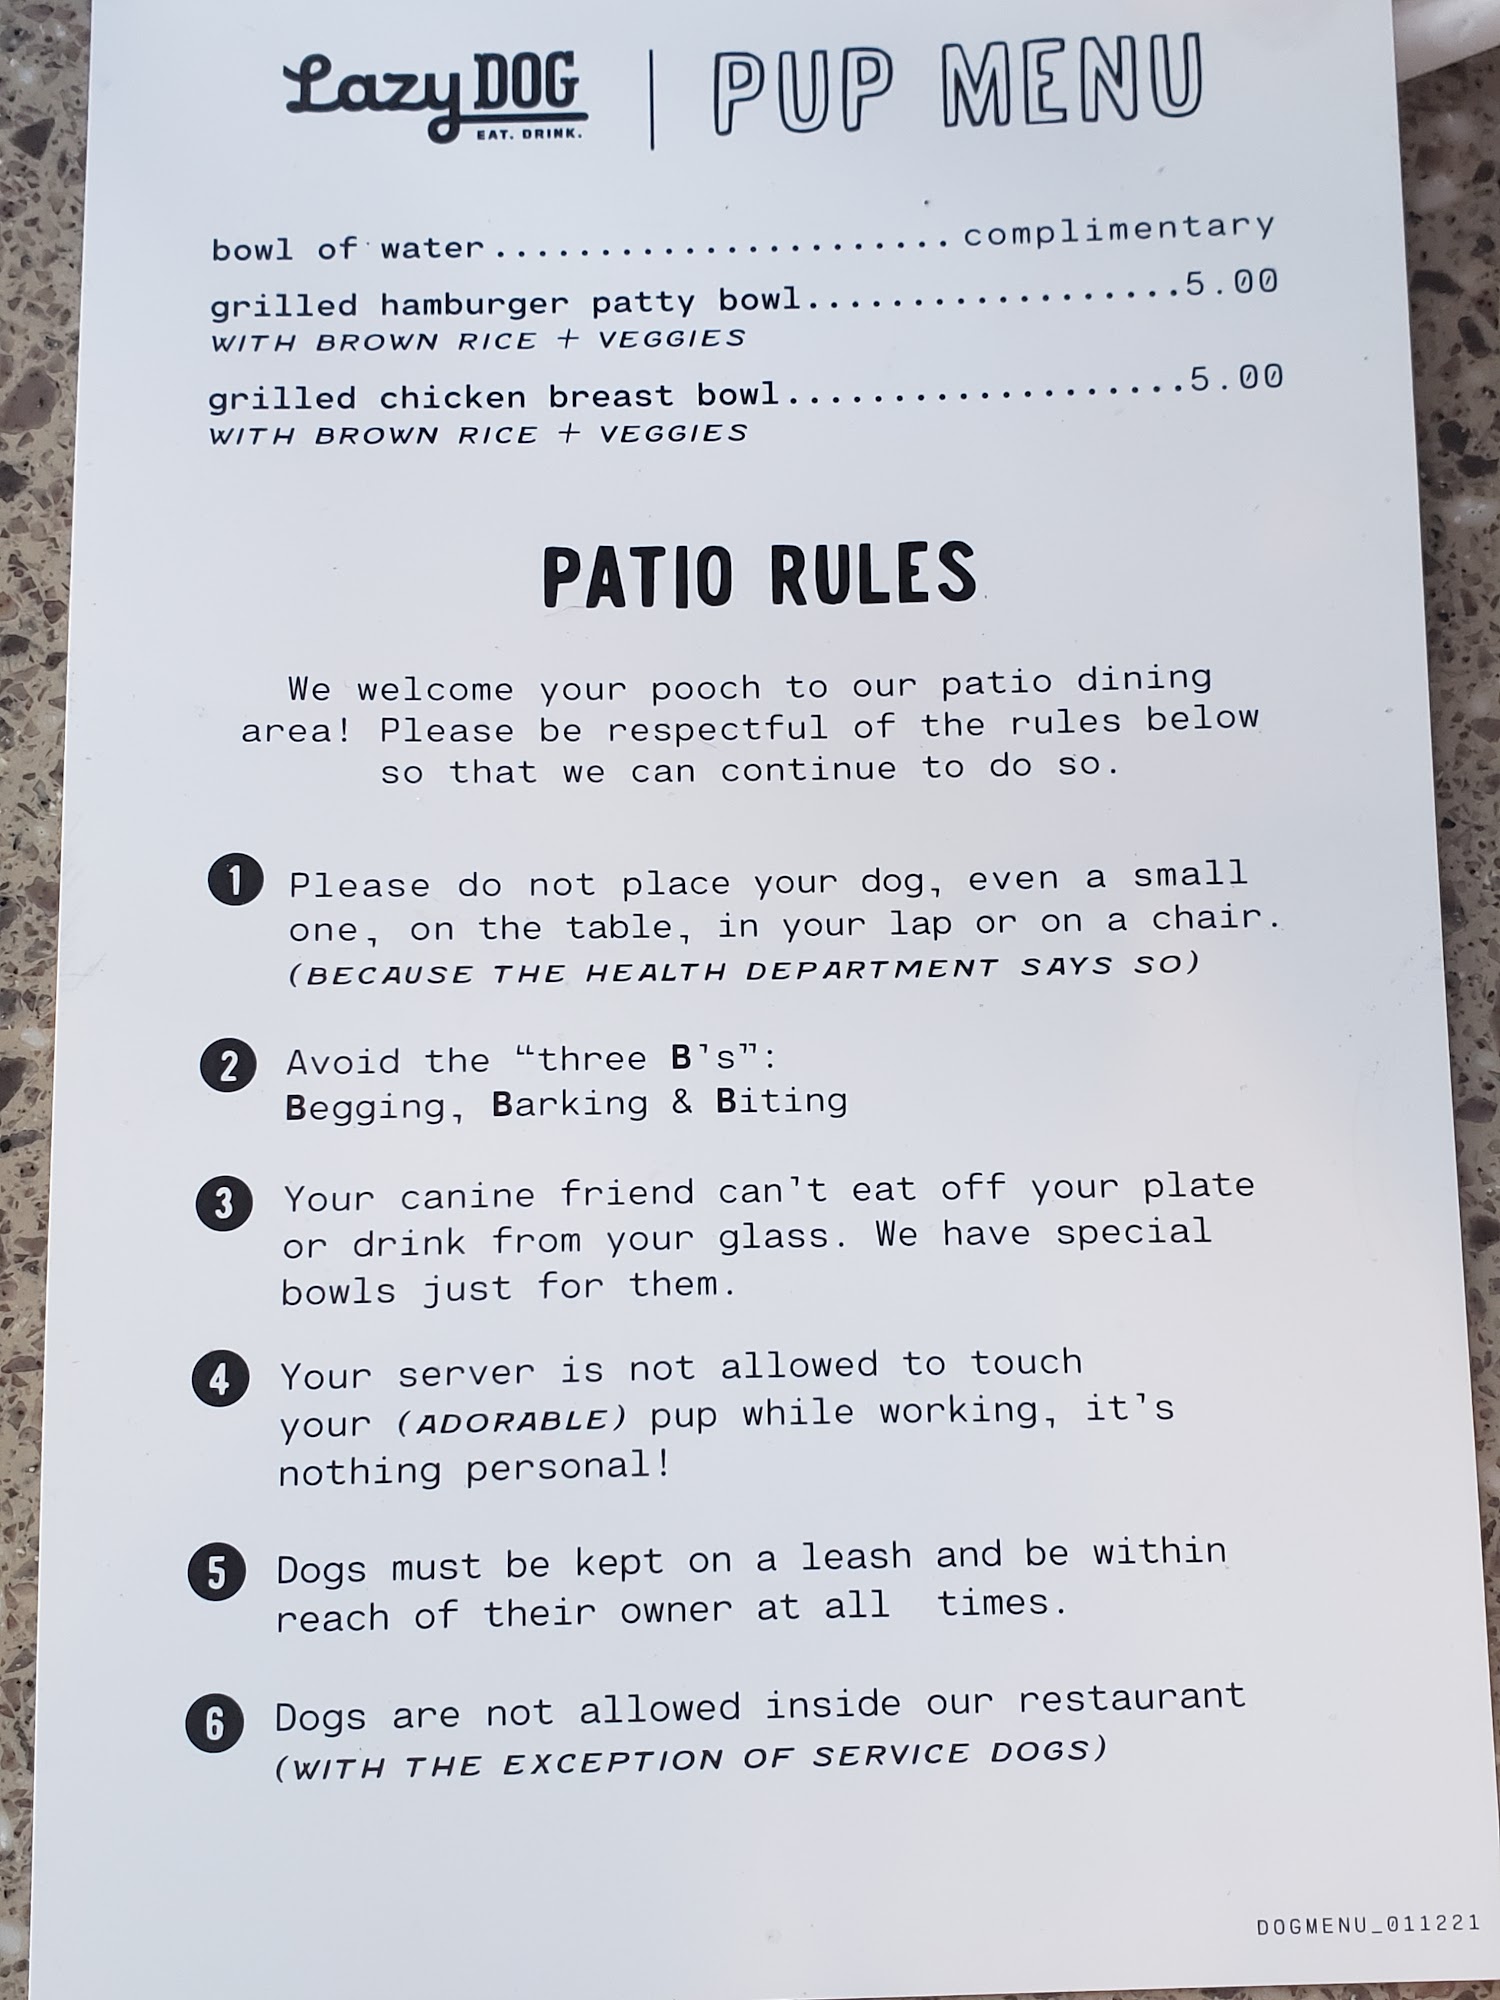 Lazy DOG | PUP MENU
EAT. DRINK.
bowl of water......................complimentary
grilled hamburger patty bowl..................5.00
WITH BROWN RICE + VEGGIES
grilled chicken breast bowl...................5.00
WITH BROWN RICE + VEGGIES
PATIO RULES
We welcome your pooch to our patio dining
area! Please be respectful of the rules below
so that we can continue to do so.
1 Please do not place your dog, even a small
one, on the table, in your lap or on a chair.
(BECAUSE THE HEALTH DEPARTMENT SAYS SO)
2 Avoid the “three B's”:
Begging, Barking & Biting
3 Your canine friend can't eat off your plate
or drink from your glass. We have special
bowls just for them.
4 Your server is not allowed to touch
your (ADORABLE) pup while working, it's
nothing personal!
5 Dogs must be kept on a leash and be within
reach of their owner at all times.
6 Dogs are not allowed inside our restaurant
(WITH THE EXCEPTION OF SERVICE DOGS)
DOGMENU_011221